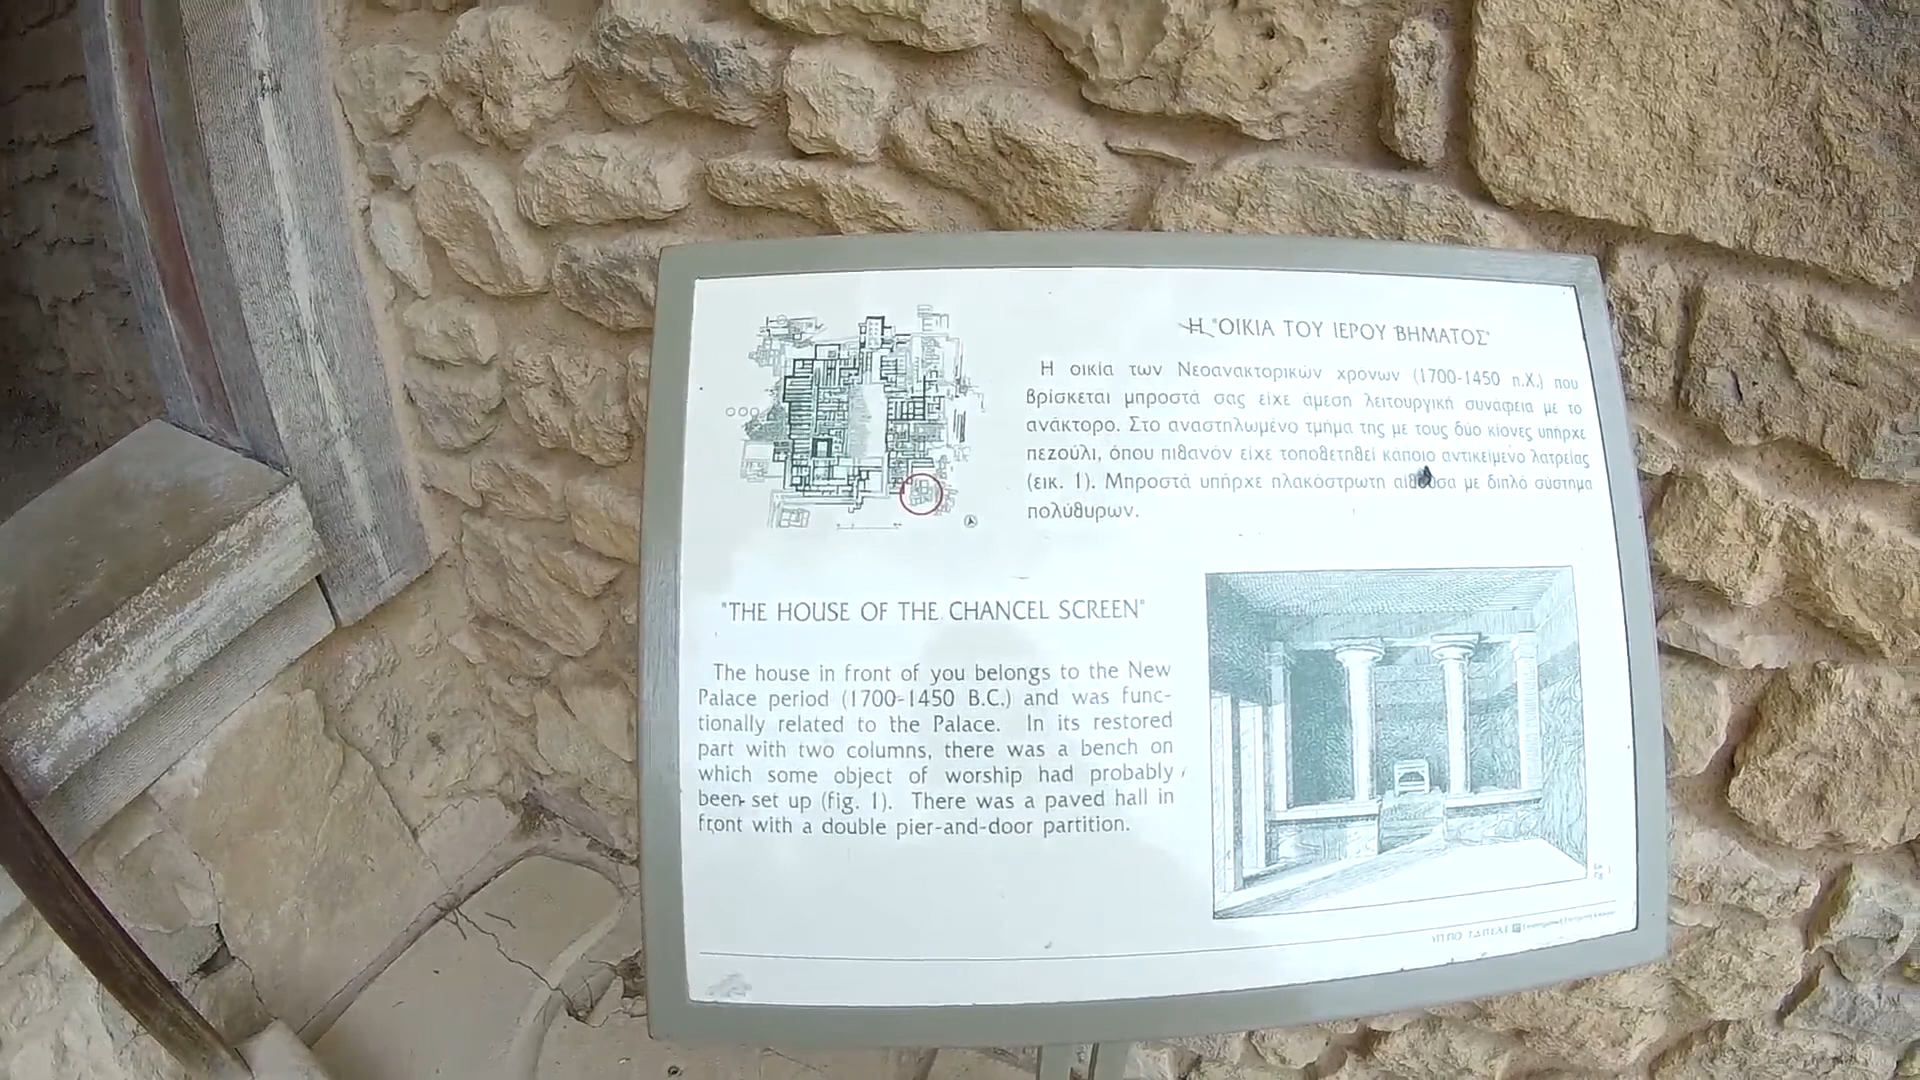 Η "ΟΙΚΙΑ ΤΟΥ ΙΕΡΟΥ ΒΗΜΑΤΟΣ"
Η οικία των Νεοανακτορικών χρόνων (1700-1450 π.Χ.) που
βρίσκεται μπροστά σας είχε άμεση λειτουργική συνάφεια με το
ανάκτορο. Στο αναστηλωμένο τμήμα της με τους δύο κίονες υπήρχε
πεζούλι, όπου πιθανόν είχε τοποθετηθεί κάποιο αντικείμενο λατρείας
(εικ. 1). Μπροστά υπήρχε πλακόστρωτη αίθουσα με διπλό σύστημα
πολύθυρων.
"THE HOUSE OF THE CHANCEL SCREEN"
The house in front of you belongs to the New
Palace period (1700-1450 B.C.) and was func-
tionally related to the Palace. In its restored
part with two columns, there was a bench on
which some object of worship had probably
been set up (fig. 1). There was a paved hall in
front with a double pier-and-door partition.